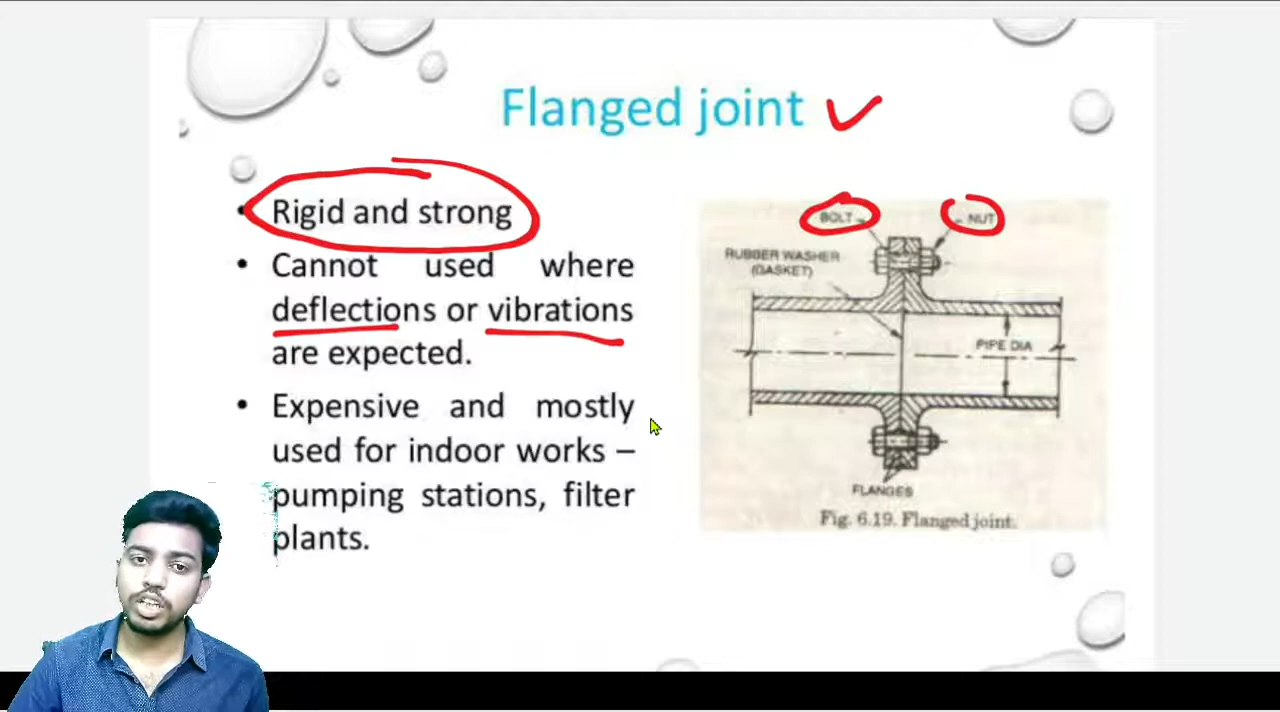 Flanged joint
• Rigid and strong
• Cannot used where
deflections or vibrations
are expected.
• Expensive and mostly
used for indoor works –
pumping stations, filter
plants.
BOLT
NUT
RUBBER WASHER
(GASKET)
PIPE DIA
FLANGES
Fig. 6.19. Flanged joint.